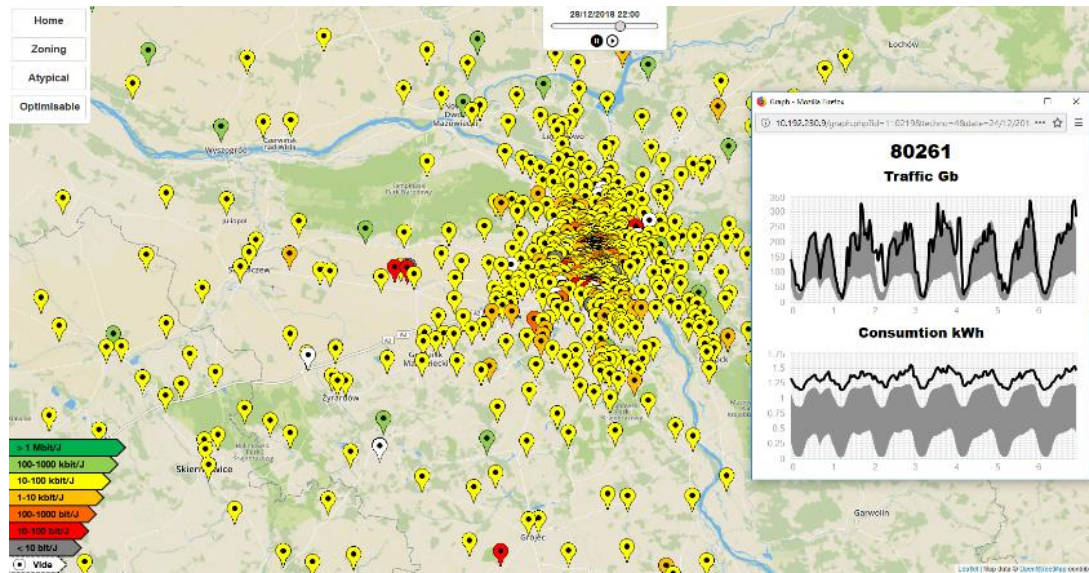 Home
Zoning
Atypical
Optimisable
28/12/2018 22:00
Łochów
Wyszogród
Żyrardów
Skierniewice
Grójec
Garwolin
> 1 Mbit/J
100-1000 kbit/J
10-100 kbit/J
1-10 kbit/J
100-1000 bit/J
10-100 bit/J
< 10 bit/J
Vide
Graph - Mozilla Firefox
80261
Traffic Gb
350
300
250
200
150
100
50
0
0 1 2 3 4 5 6
Consumtion kWh
1.75
1.5
1.25
1
0.75
0.5
0.25
0
0 1 2 3 4 5 6
Leaflet | Map data © OpenStreetMap contrib